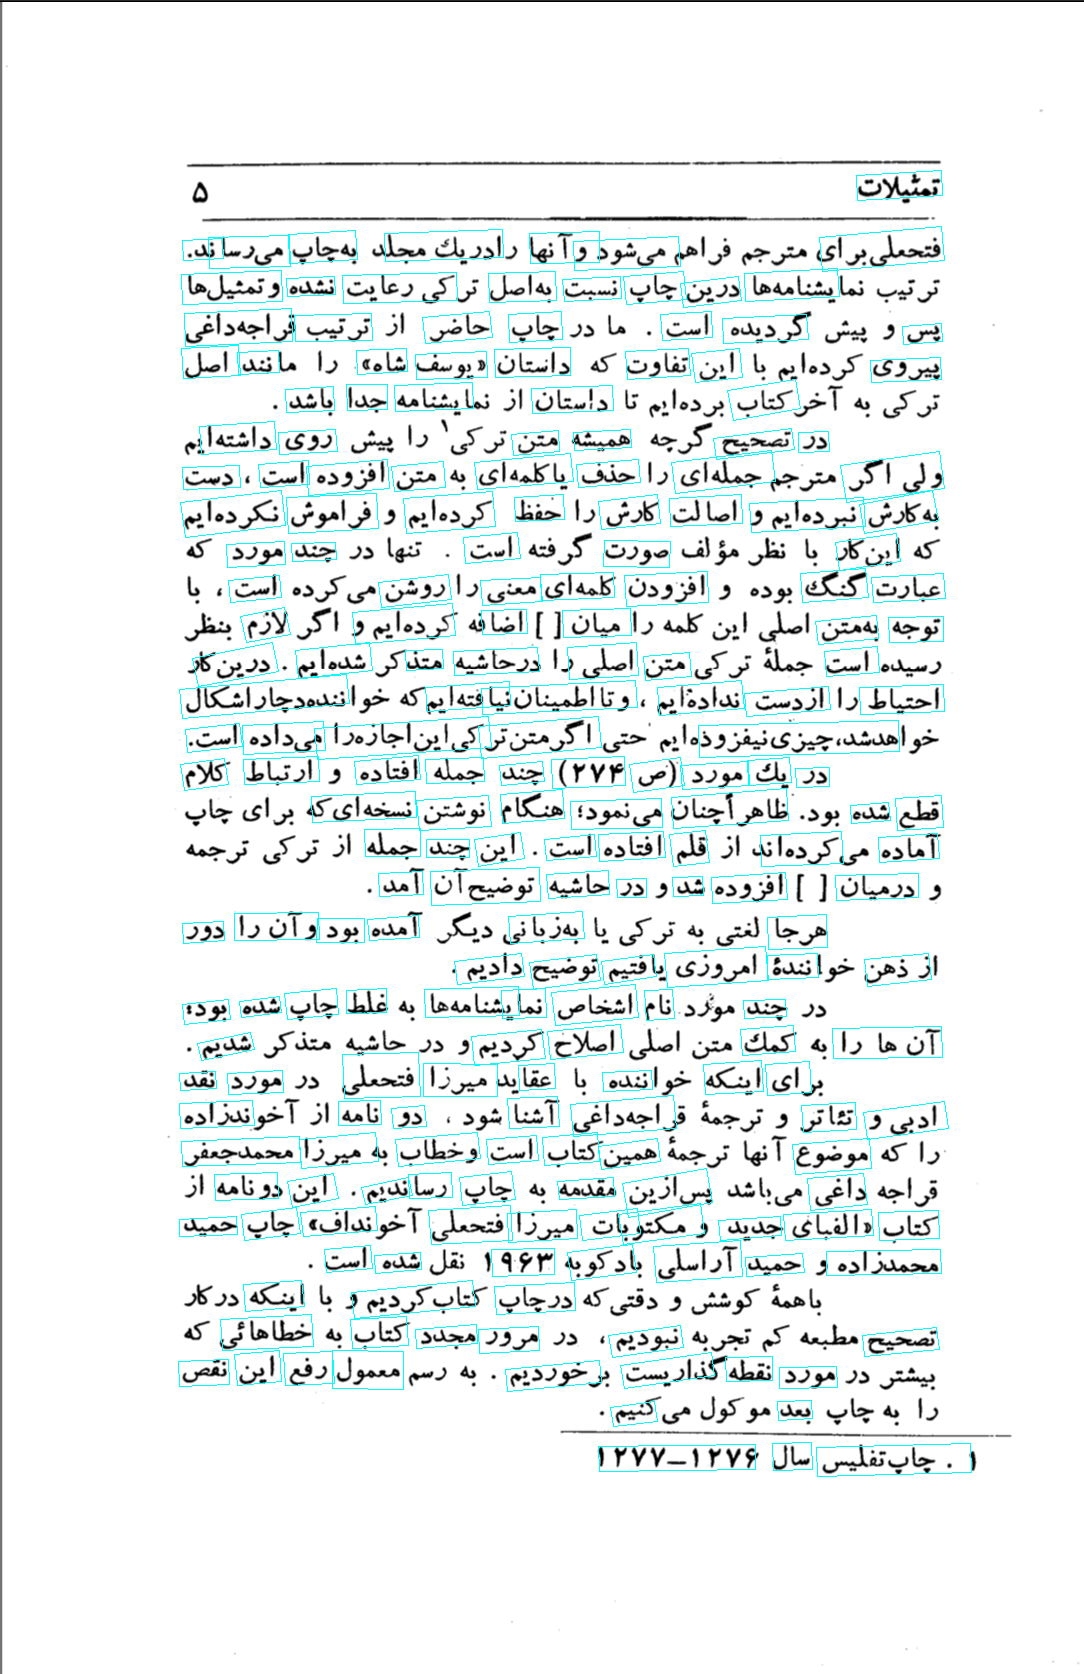 تمثیلات ۵
فتحعلی برای مترجم فراهم می‌شود و آنها را در یك مجلد به‌چاپ می‌رساند.
ترتیب نمایشنامه‌ها درین چاپ نسبت به‌اصل ترکی رعایت نشده و تمثیل‌ها
پس و پیش گردیده است . ما در چاپ حاضر از ترتیب قراجه‌داغی
پیروی کرده‌ایم با این تفاوت که داستان «یوسف شاه» را مانند اصل
ترکی به آخر کتاب برده‌ایم تا داستان از نمایشنامه جدا باشد .
در تصحیح گرچه همیشه متن ترکی۱ را پیش روی داشته‌ایم
ولی اگر مترجم جمله‌ای را حذف یا کلمه‌ای به متن افزوده است ، دست
به‌کارش نبرده‌ایم و اصالت کارش را حفظ کرده‌ایم و فراموش نکرده‌ایم
که این‌کار با نظر مؤلف صورت گرفته است . تنها در چند مورد که
عبارت گنگ بوده و افزودن کلمه‌ای معنی را روشن می‌کرده است ، با
توجه به‌متن اصلی این کلمه را میان [ ] اضافه کرده‌ایم و اگر لازم بنظر
رسیده است جملهٔ ترکی متن اصلی را درحاشیه متذکر شده‌ایم . درین‌کار
احتیاط را ازدست نداده‌ایم ، و تا اطمینان نیافته‌ایم که خواننده دچار اشکال
خواهدشد، چیزی نیفزوده‌ایم حتی اگر متن ترکی این اجازه را می‌داده است.
در یك مورد (ص ۲۷۴) چند جمله افتاده و ارتباط کلام
قطع شده بود. ظاهراً چنان می‌نمود؛ هنگام نوشتن نسخه‌ای که برای چاپ
آماده می‌کرده‌اند از قلم افتاده است . این چند جمله از ترکی ترجمه
و درمیان [ ] افزوده شد و در حاشیه توضیح آن آمد .
هرجا لغتی به ترکی یا به‌زبانی دیگر آمده بود و آن را دور
از ذهن خوانندهٔ امروزی یافتیم توضیح دادیم .
در چند مورد نام اشخاص نمایشنامه‌ها به غلط چاپ شده بود؛
آن ها را به کمك متن اصلی اصلاح کردیم و در حاشیه متذکر شدیم .
برای اینکه خواننده با عقاید میرزا فتحعلی در مورد نقد
ادبی و تئاتر و ترجمهٔ قراجه‌داغی آشنا شود ، دو نامه از آخوندزاده
را که موضوع آنها ترجمهٔ همین کتاب است و خطاب به میرزا محمدجعفر
قراجه داغی می‌باشد پس‌ازین مقدمه به چاپ رساندیم . این دو نامه از
کتاب «الفبای جدید و مکتوبات میرزا فتحعلی آخونداف» چاپ حمید
محمدزاده و حمید آراسلی بادکوبه ۱۹۶۳ نقل شده است .
باهمهٔ کوشش و دقتی که درچاپ کتاب کردیم و با اینکه در کار
تصحیح مطبعه کم تجربه نبودیم ، در مرور مجدد کتاب به خطاهائی که
بیشتر در مورد نقطه‌گذاریست برخوردیم . به رسم معمول رفع این نقص
را به چاپ بعد موکول می‌کنیم .
۱ . چاپ تفلیس سال ۱۲۷۶–۱۲۷۷